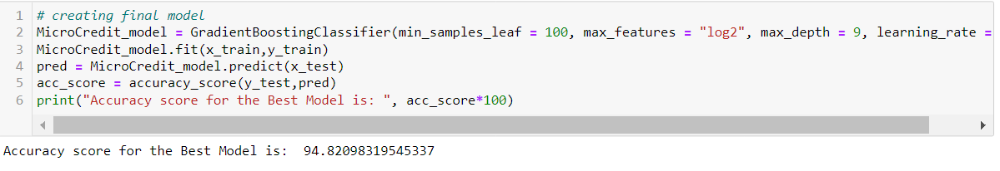 1 # creating final model
2 MicroCredit_model = GradientBoostingClassifier(min_samples_leaf = 100, max_features = "log2", max_depth = 9, learning_rate =
3 MicroCredit_model.fit(x_train,y_train)
4 pred = MicroCredit_model.predict(x_test)
5 acc_score = accuracy_score(y_test,pred)
6 print("Accuracy score for the Best Model is: ", acc_score*100)
Accuracy score for the Best Model is:  94.82098319545337